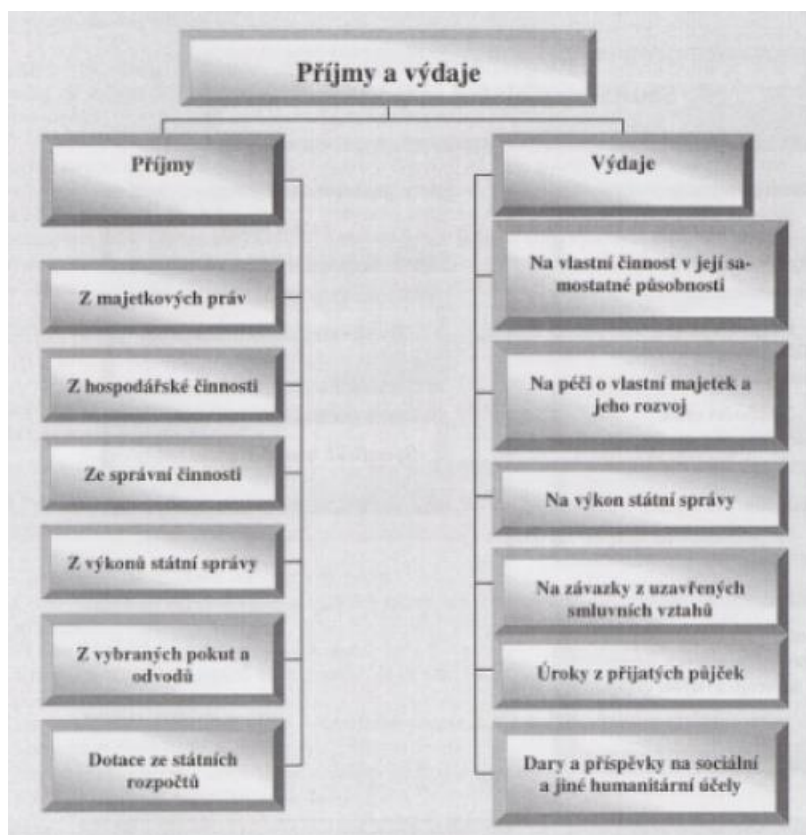 Příjmy a výdaje
Příjmy
Z majetkových práv
Z hospodářské činnosti
Ze správní činnosti
Z výkonů státní správy
Z vybraných pokut a
odvodů
Dotace ze státních
rozpočtů
Výdaje
Na vlastní činnost v její sa-
mostatné působnosti
Na péči o vlastní majetek a
jeho rozvoj
Na výkon státní správy
Na závazky z uzavřených
smluvních vztahů
Úroky z přijatých půjček
Dary a příspěvky na sociální
a jiné humanitární účely